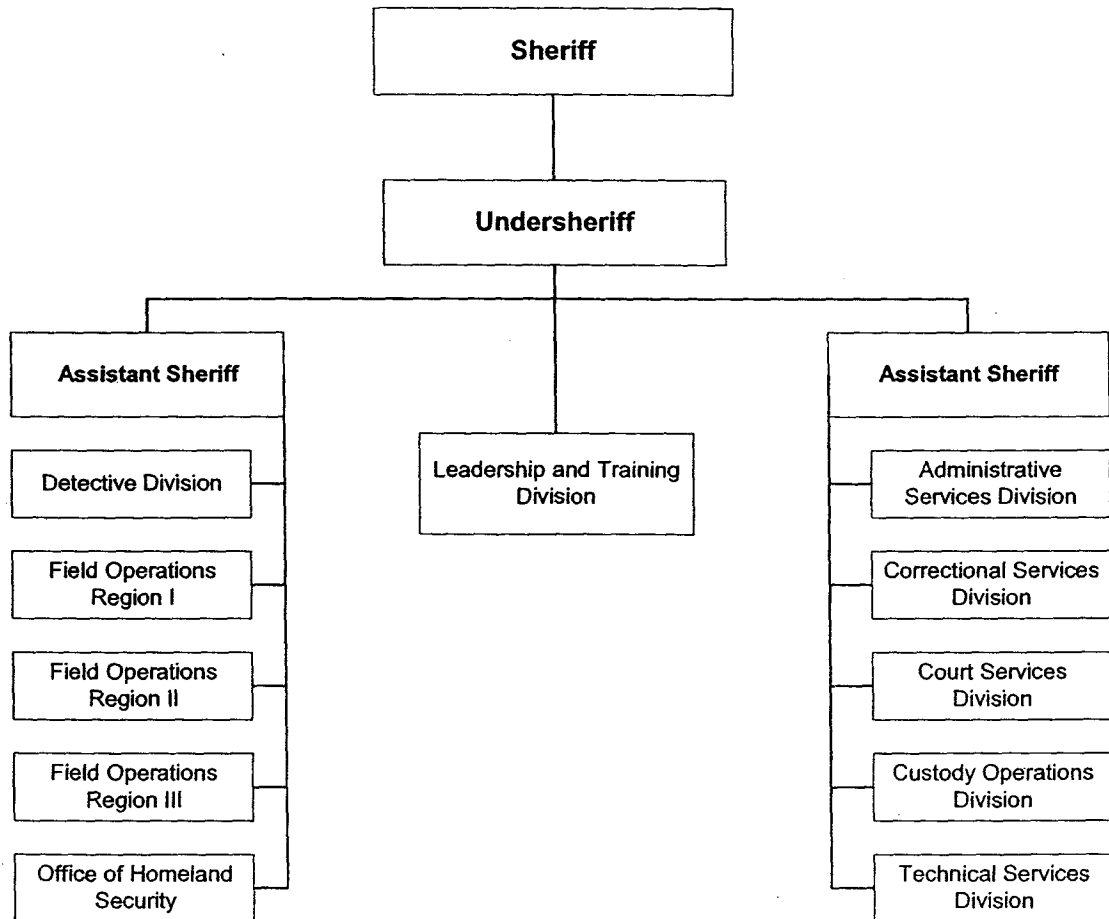 Sheriff
Undersheriff
Assistant Sheriff
Detective Division
Field Operations
Region I
Field Operations
Region II
Field Operations
Region III
Office of Homeland
Security
Leadership and Training
Division
Assistant Sheriff
Administrative
Services Division
Correctional Services
Division
Court Services
Division
Custody Operations
Division
Technical Services
Division